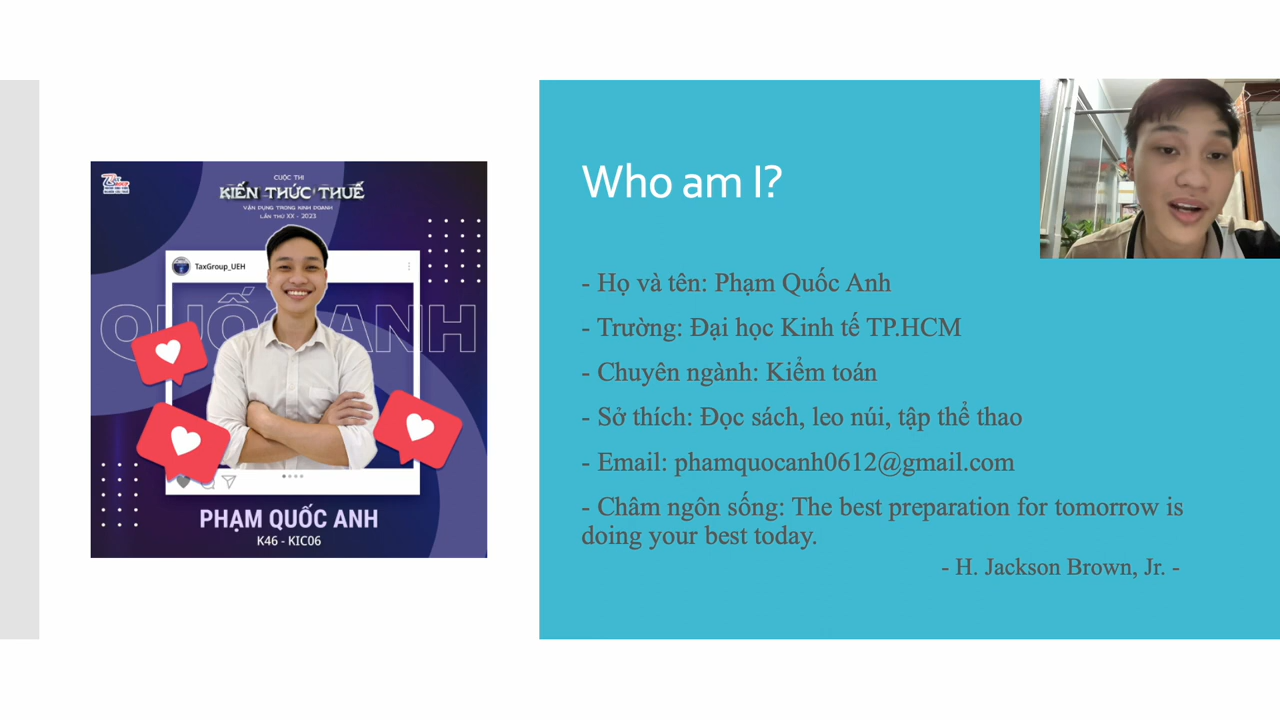 CUỘC THI
KIẾN THỨC THUẾ
VẬN DỤNG TRONG KINH DOANH
LẦN THỨ XX - 2023
TaxGroup_UEH
QUỐC ANH
PHẠM QUỐC ANH
K46 - KIC06
Who am I?
- Họ và tên: Phạm Quốc Anh
- Trường: Đại học Kinh tế TP.HCM
- Chuyên ngành: Kiểm toán
- Sở thích: Đọc sách, leo núi, tập thể thao
- Email: phamquocanh0612@gmail.com
- Châm ngôn sống: The best preparation for tomorrow is
doing your best today.
- H. Jackson Brown, Jr. -